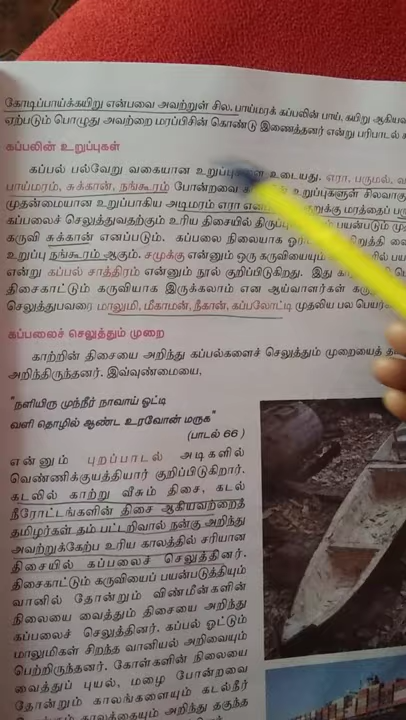 கோடிப்பாய்க்கயிறு என்பவை அவற்றுள் சில. பாய்மரக் கப்பலின் பாய், கயிறு ஆகியவ
ஏற்படும் பொழுது அவற்றை மரப்பிசின் கொண்டு இணைத்தனர் என்று பரிபாடல்
கப்பலின் உறுப்புகள்
கப்பல் பல்வேறு வகையான உடையது. எரா, பருமல், வ
பாய்மரம், சுக்கான், நங்கூரம் போன்றவை உறுப்புகளுள் சிலவாகு
முதன்மையான உறுப்பாகிய அடிமரம் எரா மரத்தைப்
கப்பலைச் செலுத்துவதற்கும் உரிய திசையில் பயன்படும் முத
கருவி சுக்கான் எனப்படும். கப்பலை நிலையாக
உறுப்பு நங்கூரம் ஆகும். சமுக்கு என்னும் ஒரு கருவியையும்
என்று கப்பல் சாத்திரம் என்னும் நூல் குறிப்பிடுகிறது. இது
திசைகாட்டும் கருவியாக இருக்கலாம் என ஆய்வாளர்கள்
செலுத்துபவரை மாலுமி, மீகாமன், நீகான், கப்பலோட்டி முதலிய பல
கப்பலைச் செலுத்தும் முறை
காற்றின் திசையை அறிந்து கப்பல்களைச் செலுத்தும் முறையைத்
அறிந்திருந்தனர். இவ்வுண்மையை,
"நளியிரு முந்நீர் நாவாய் ஓட்டி
வளி தொழில் ஆண்ட உரவோன் மருக"
(பாடல் 66)
என்னும் புறப்பாடல் அடிகளில்
வெண்ணிக்குயத்தியார் குறிப்பிடுகிறார்.
கடலில் காற்று வீசும் திசை, கடல்
நீரோட்டங்களின் திசை ஆகியவற்றைத்
தமிழர்கள் தம் பட்டறிவால் நன்கு அறிந்து
அவற்றுக்கேற்ப உரிய காலத்தில் சரியான
திசையில் கப்பலைச் செலுத்தினர்.
திசைகாட்டும் கருவியைப் பயன்படுத்தியும்
வானில் தோன்றும் விண்மீன்களின்
நிலையை வைத்தும் திசையை அறிந்து
கப்பலைச் செலுத்தினர். கப்பல் ஓட்டும்
மாலுமிகள் சிறந்த வானியல் அறிவையும்
பெற்றிருந்தனர். கோள்களின் நிலையை
வைத்துப் புயல், மழை போன்றவை
தோன்றும் காலங்களையும் கடல்நீர்
காலத்தையும் அறிந்து தகுந்த